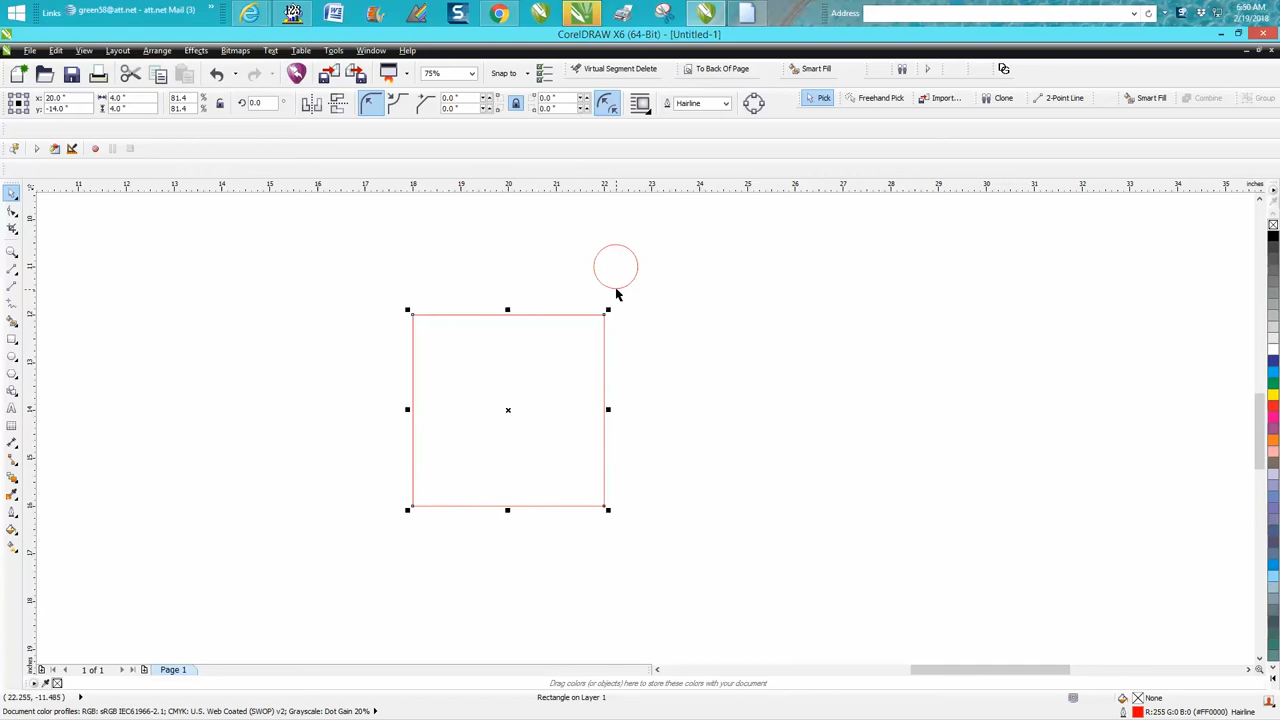 Links
green58@att.net - att.net Mail (3)
»
Address
6:50 AM
2/19/2018
CorelDRAW X6 (64-Bit) - [Untitled-1]
File Edit View Layout Arrange Effects Bitmaps Text Table Tools Window Help
75% Snap to Virtual Segment Delete To Back Of Page Smart Fill
x: 20.0 " 4.0 " 81.4 % 0.0 " 0.0 "
y: -14.0 " 4.0 " 81.4 % 0.0 " 0.0 "
0.0 Hairline Pick Freehand Pick Import... Clone 2-Point Line Smart Fill Combine Group
11 12 13 14 15 16 17 18 19 20 21 22 23 24 25 26 27 28 29 30 31 32 33 34 35 inches
1 of 1 Page 1
Drag colors (or objects) here to store these colors with your document
(22.255, -11.485) Rectangle on Layer 1 None
Document color profiles: RGB: sRGB IEC61966-2.1; CMYK: U.S. Web Coated (SWOP) v2; Grayscale: Dot Gain 20% R:255 G:0 B:0 (#FF0000) Hairline